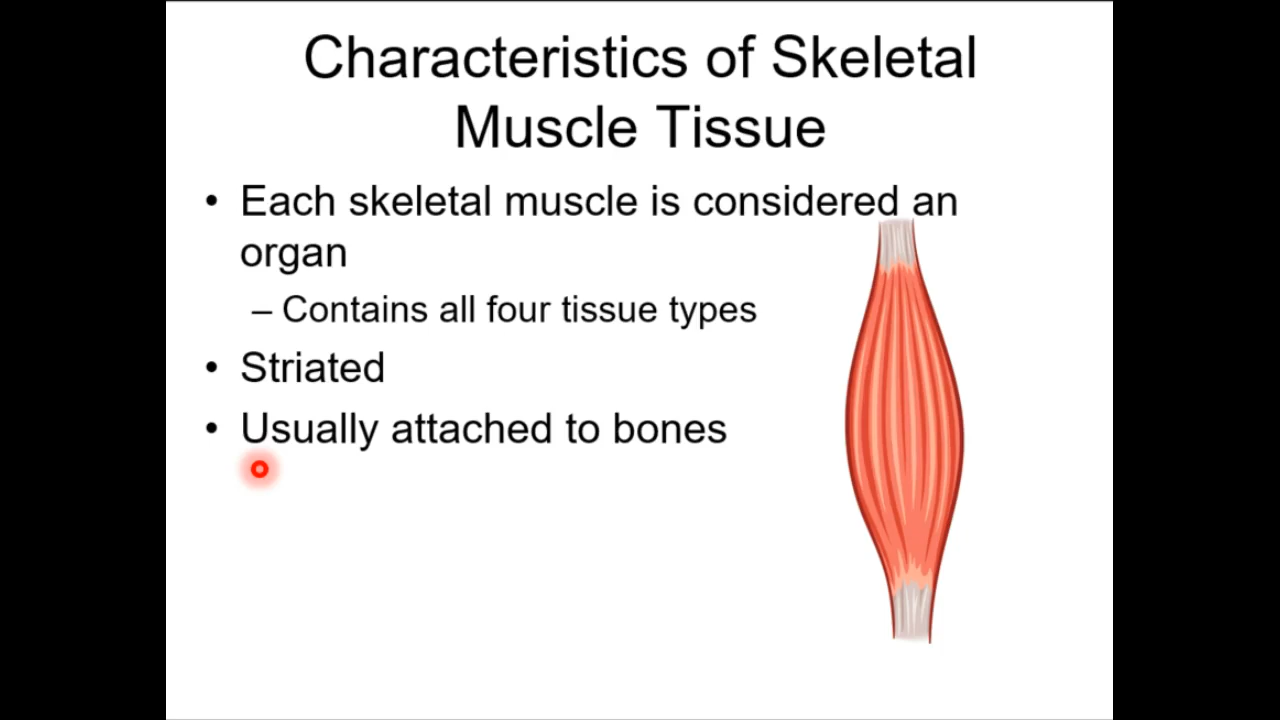 Characteristics of Skeletal
Muscle Tissue
• Each skeletal muscle is considered an
organ
– Contains all four tissue types
• Striated
• Usually attached to bones